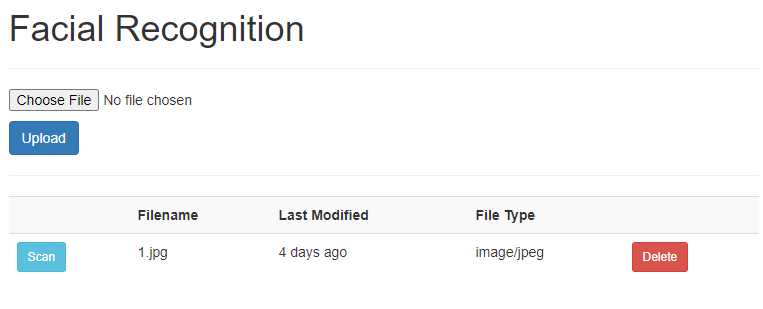 Facial Recognition
Choose File No file chosen
Upload
Filename Last Modified File Type
Scan 1.jpg 4 days ago image/jpeg Delete